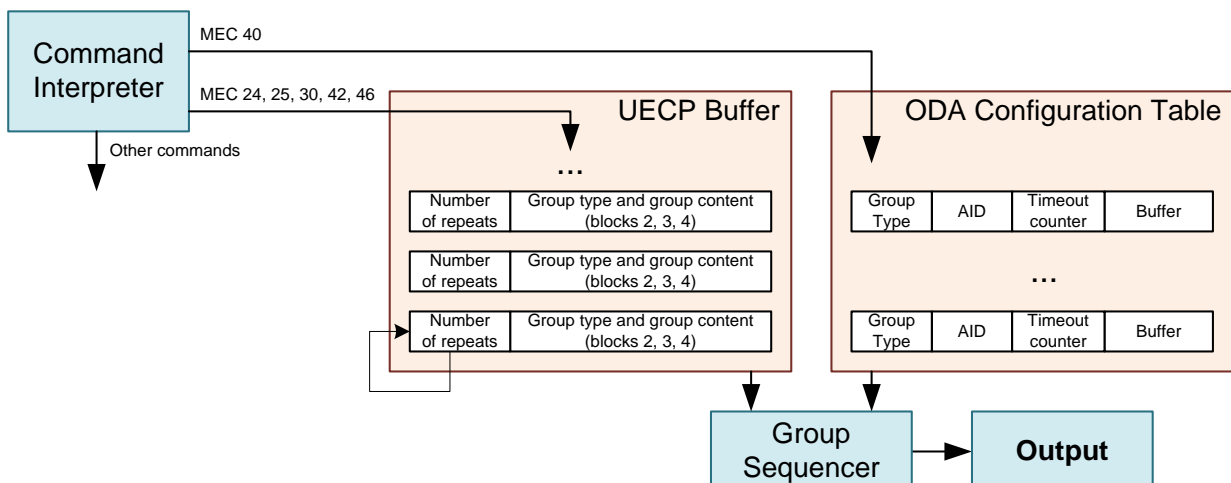 Command
Interpreter
MEC 40
MEC 24, 25, 30, 42, 46
Other commands
UECP Buffer
...
Number
of repeats
Group type and group content
(blocks 2, 3, 4)
Number
of repeats
Group type and group content
(blocks 2, 3, 4)
Number
of repeats
Group type and group content
(blocks 2, 3, 4)
ODA Configuration Table
Group
Type
AID
Timeout
counter
Buffer
...
Group
Type
AID
Timeout
counter
Buffer
Group
Sequencer
Output